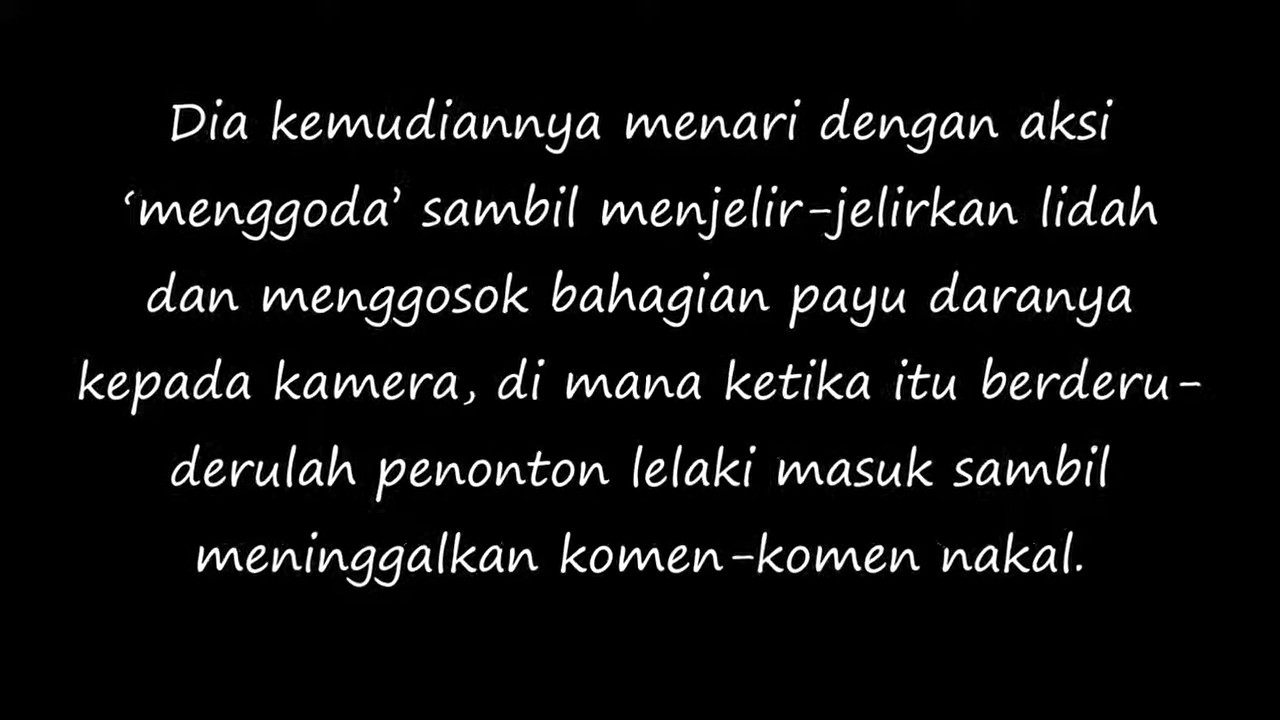 Dia kemudiannya menari dengan aksi
‘menggoda’ sambil menjelir-jelirkan lidah
dan menggosok bahagian payu daranya
kepada kamera, di mana ketika itu berderu-
derulah penonton lelaki masuk sambil
meninggalkan komen-komen nakal.